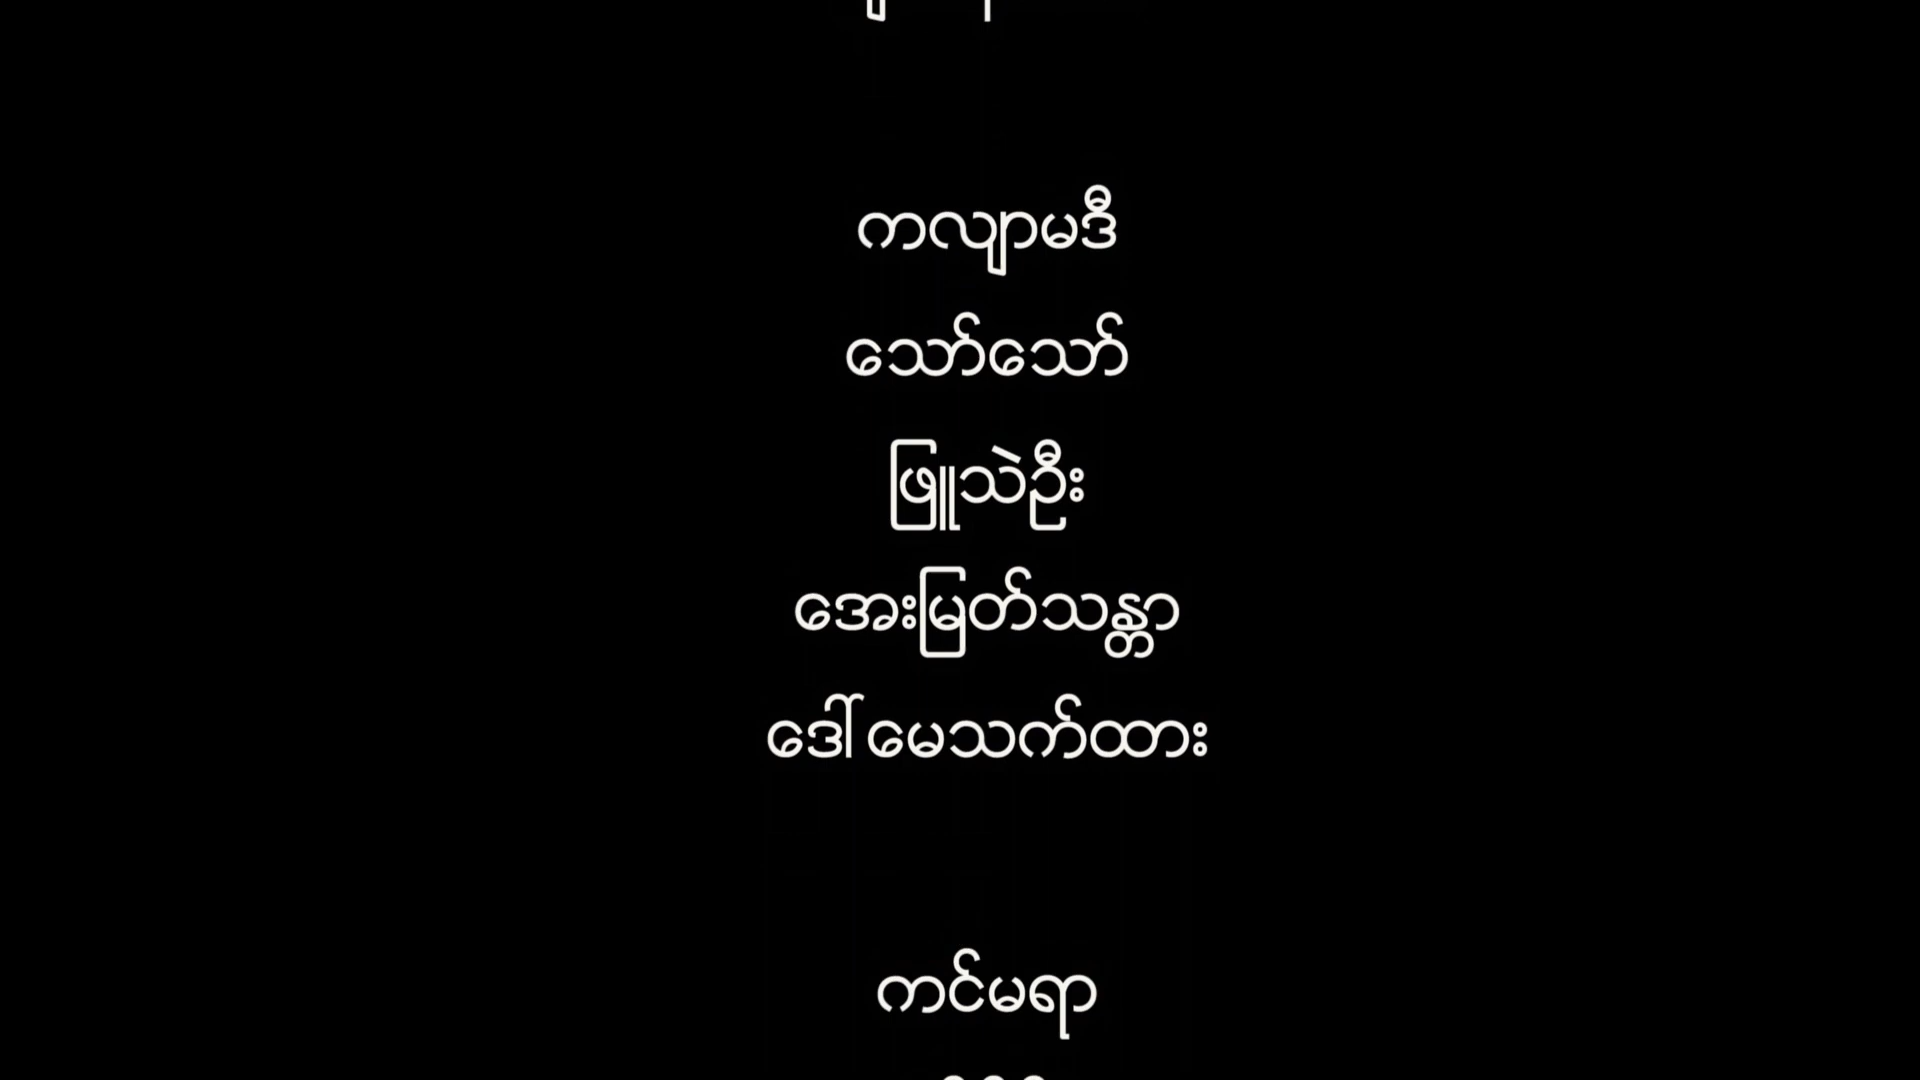 ကလျာမဒီ
သော်သော်
ဖြူသဲဦး
အေးမြတ်သန္တာ
ဒေါ် မေသက်ထား
ကင်မရာ